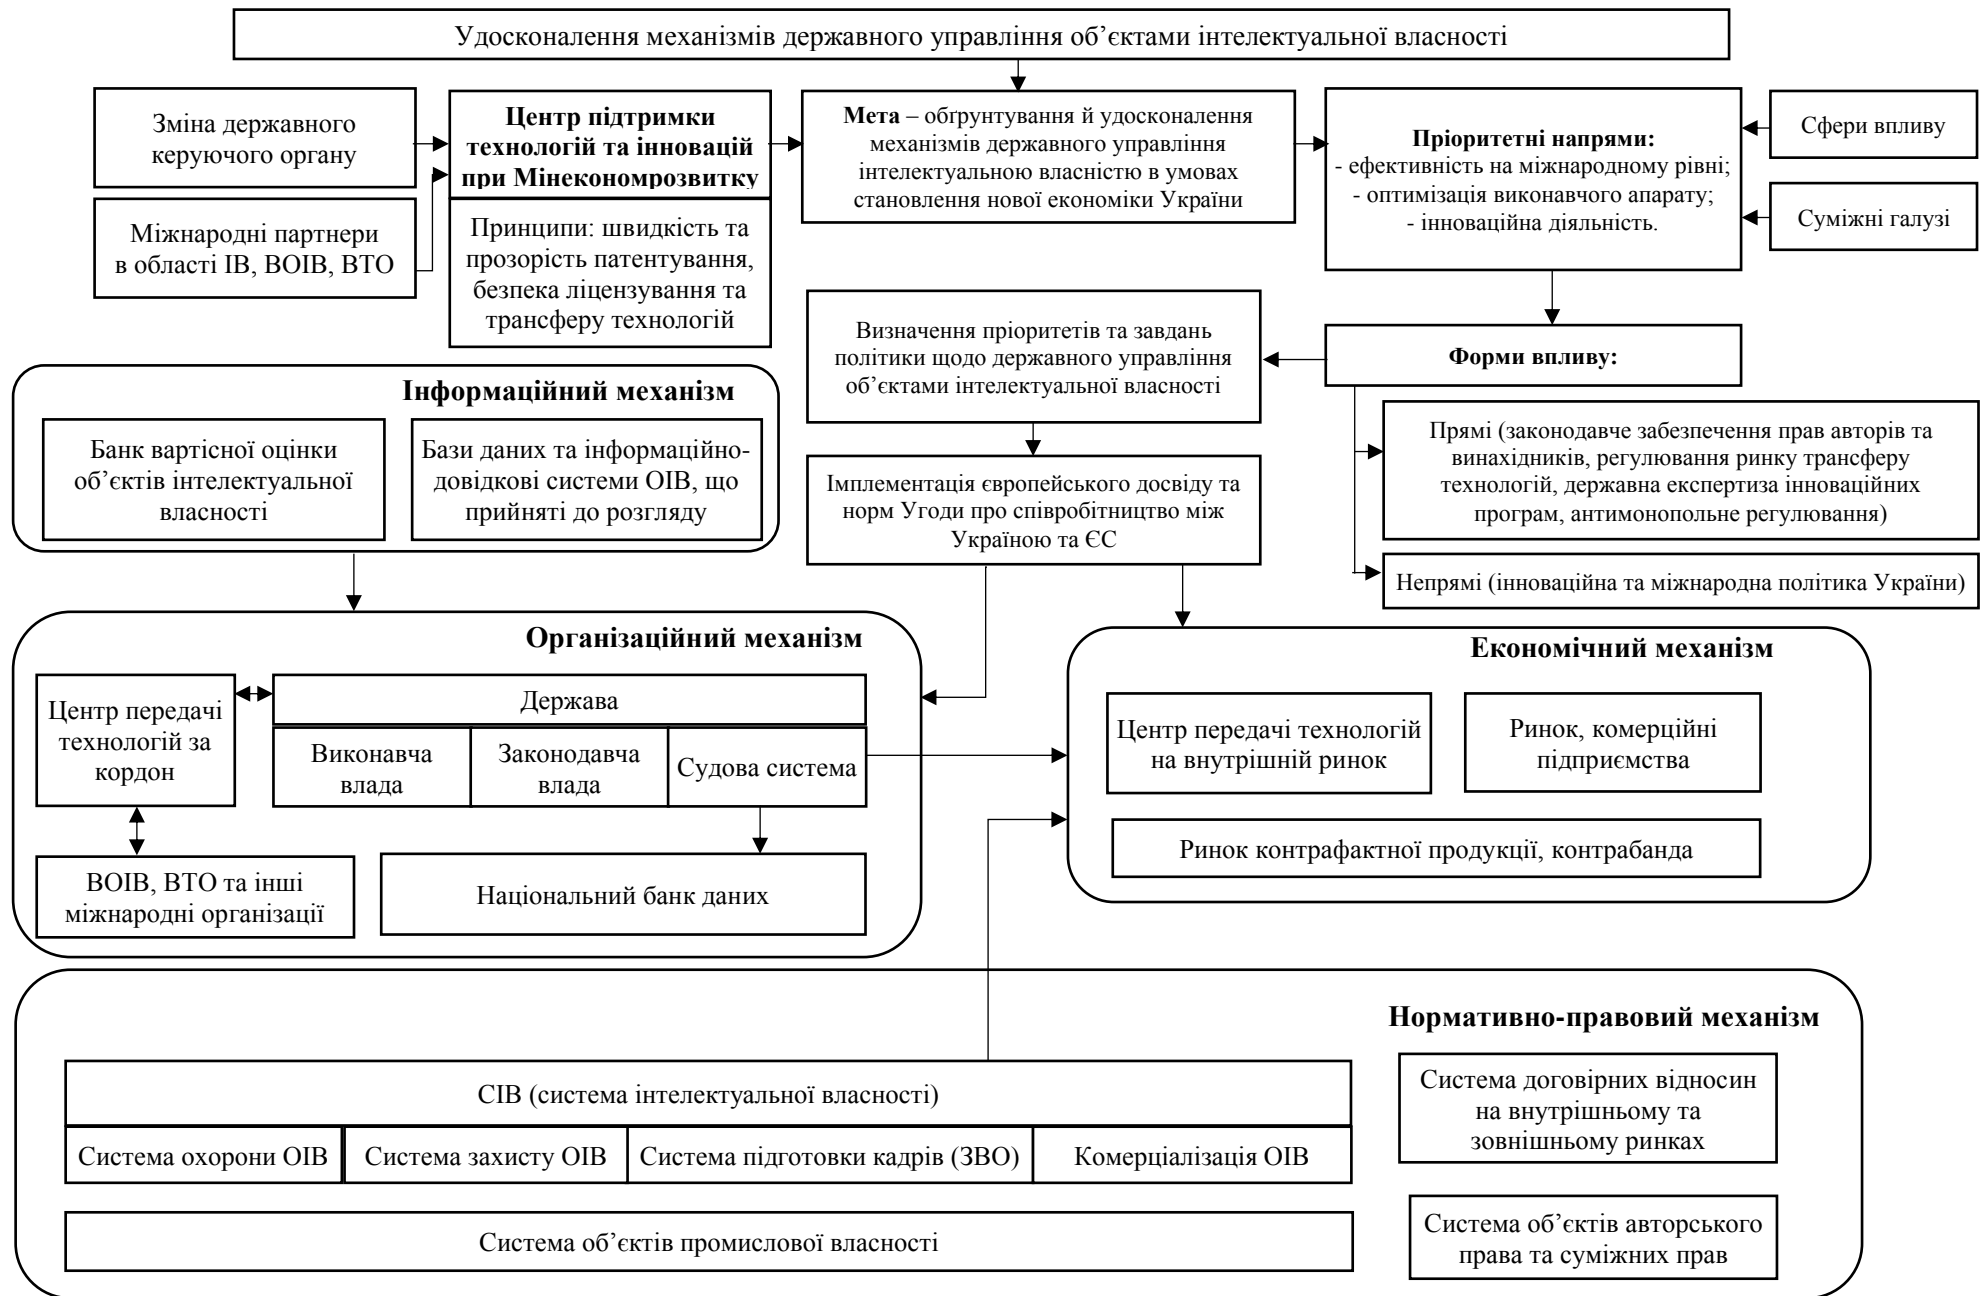 Удосконалення механізмів державного управління об’єктами інтелектуальної власності
Зміна державного
керуючого органу
Міжнародні партнери
в області ІВ, ВОІВ, ВТО
Центр підтримки
технологій та інновацій
при Мінекономрозвитку
Принципи: швидкість та
прозорість патентування,
безпека ліцензування та
трансферу технологій
Мета – обґрунтування й удосконалення
механізмів державного управління
інтелектуальною власністю в умовах
становлення нової економіки України
Пріоритетні напрями:
- ефективність на міжнародному рівні;
- оптимізація виконавчого апарату;
- інноваційна діяльність.
Сфери впливу
Суміжні галузі
Визначення пріоритетів та завдань
політики щодо державного управління
об’єктами інтелектуальної власності
Форми впливу:
Прямі (законодавче забезпечення прав авторів та
винахідників, регулювання ринку трансферу
технологій, державна експертиза інноваційних
програм, антимонопольне регулювання)
Непрямі (інноваційна та міжнародна політика України)
Імплементація європейського досвіду та
норм Угоди про співробітництво між
Україною та ЄС
Інформаційний механізм
Банк вартісної оцінки
об’єктів інтелектуальної
власності
Бази даних та інформаційно-
довідкові системи ОІВ, що
прийняті до розгляду
Організаційний механізм
Центр передачі
технологій за
кордон
Держава
Виконавча
влада
Законодавча
влада
Судова система
ВОІВ, ВТО та інші
міжнародні організації
Національний банк даних
Економічний механізм
Центр передачі технологій
на внутрішній ринок
Ринок, комерційні
підприємства
Ринок контрафактної продукції, контрабанда
Нормативно-правовий механізм
СІВ (система інтелектуальної власності)
Система охорони ОІВ
Система захисту ОІВ
Система підготовки кадрів (ЗВО)
Комерціалізація ОІВ
Система об’єктів промислової власності
Система договірних відносин
на внутрішньому та
зовнішньому ринках
Система об’єктів авторського
права та суміжних прав